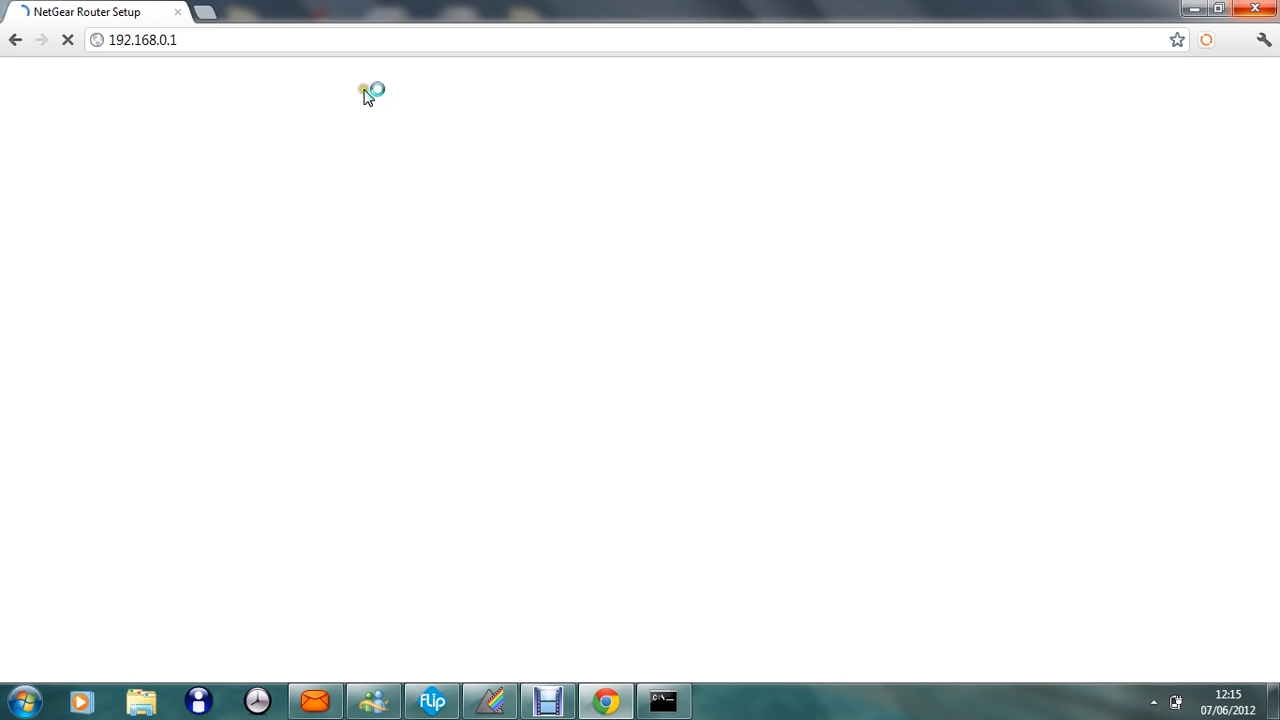 NetGear Router Setup
192.168.0.1
FLip
C:\_
12:15
07/06/2012